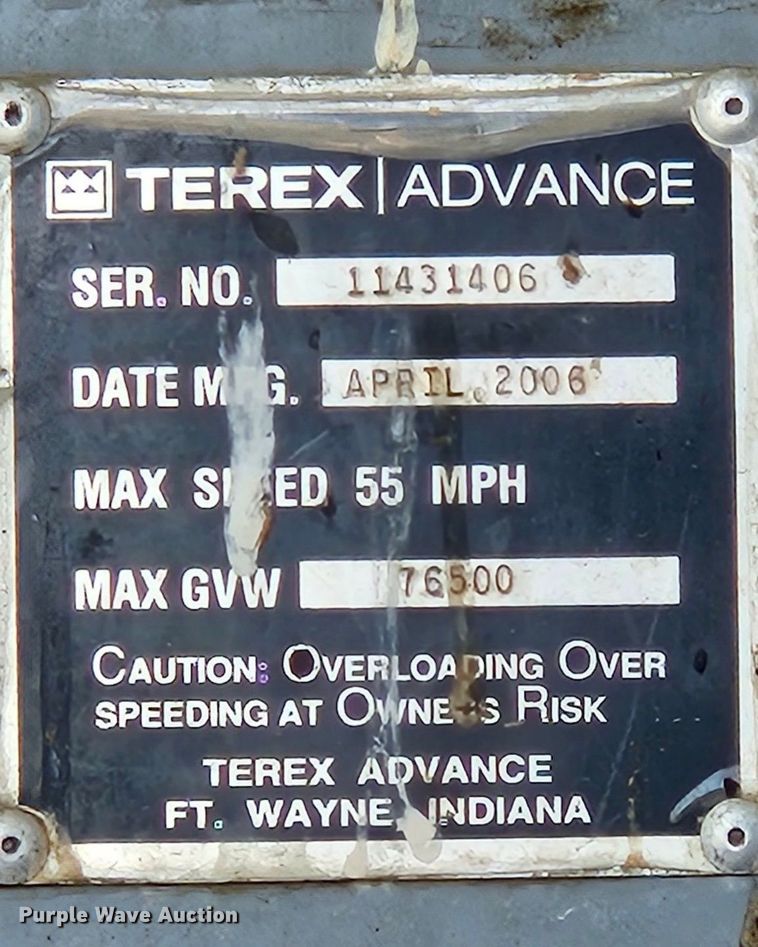 TEREX | ADVANCE
SER. NO. 11431406
DATE MFG. APRIL 2006
MAX SPEED 55 MPH
MAX GVW 76500
CAUTION: OVERLOADING OVER
SPEEDING AT OWNERS RISK
TEREX ADVANCE
FT. WAYNE, INDIANA
Purple Wave Auction